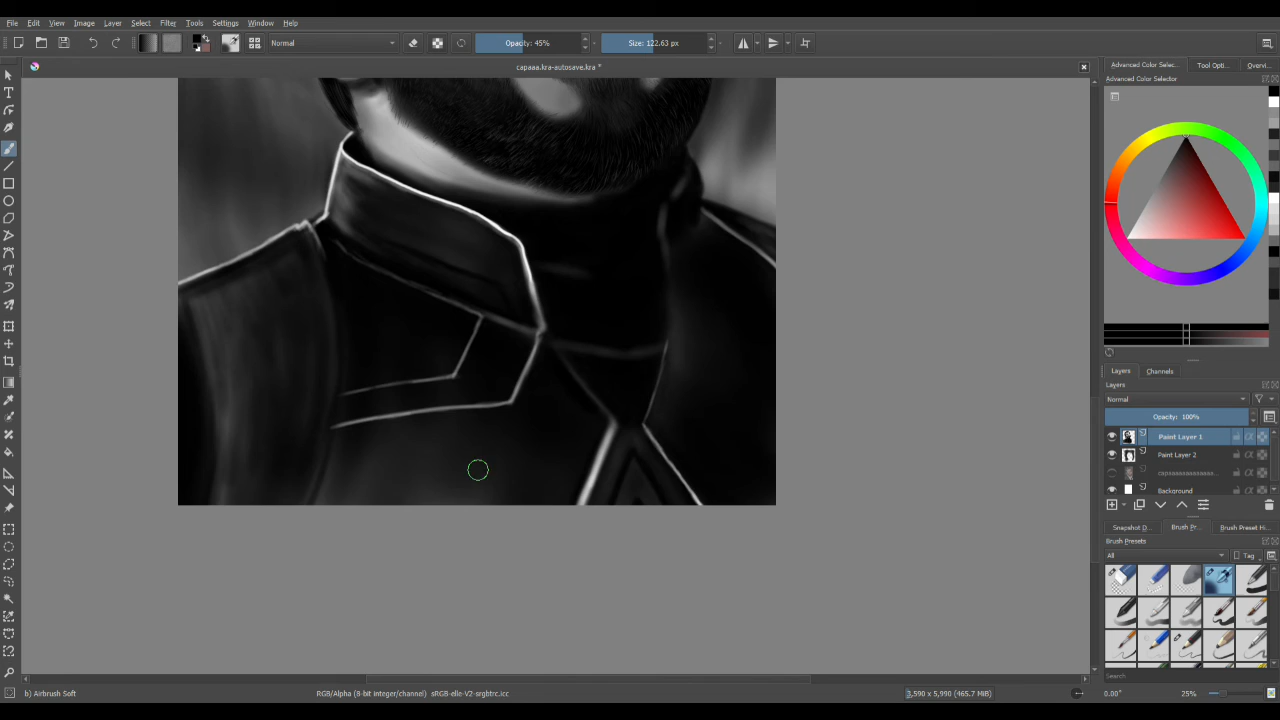 File Edit View Image Layer Select Filter Tools Settings Window Help
Normal Opacity: 45% Size: 122.63 px
capaaa.kra-autosave.kra *
Advanced Color Selec... Tool Opti... Overvi...
Advanced Color Selector
Layers Channels
Layers
Normal
Opacity: 100%
Paint Layer 1
Paint Layer 2
Background
Snapshot D... Brush Pr... Brush Preset Hi...
Brush Presets
All Tag
Search
b) Airbrush Soft RGB/Alpha (8-bit integer/channel) sRGB-elle-V2-srgbtrc.icc 3,590 x 5,990 (465.7 MiB) 0.00° 25%